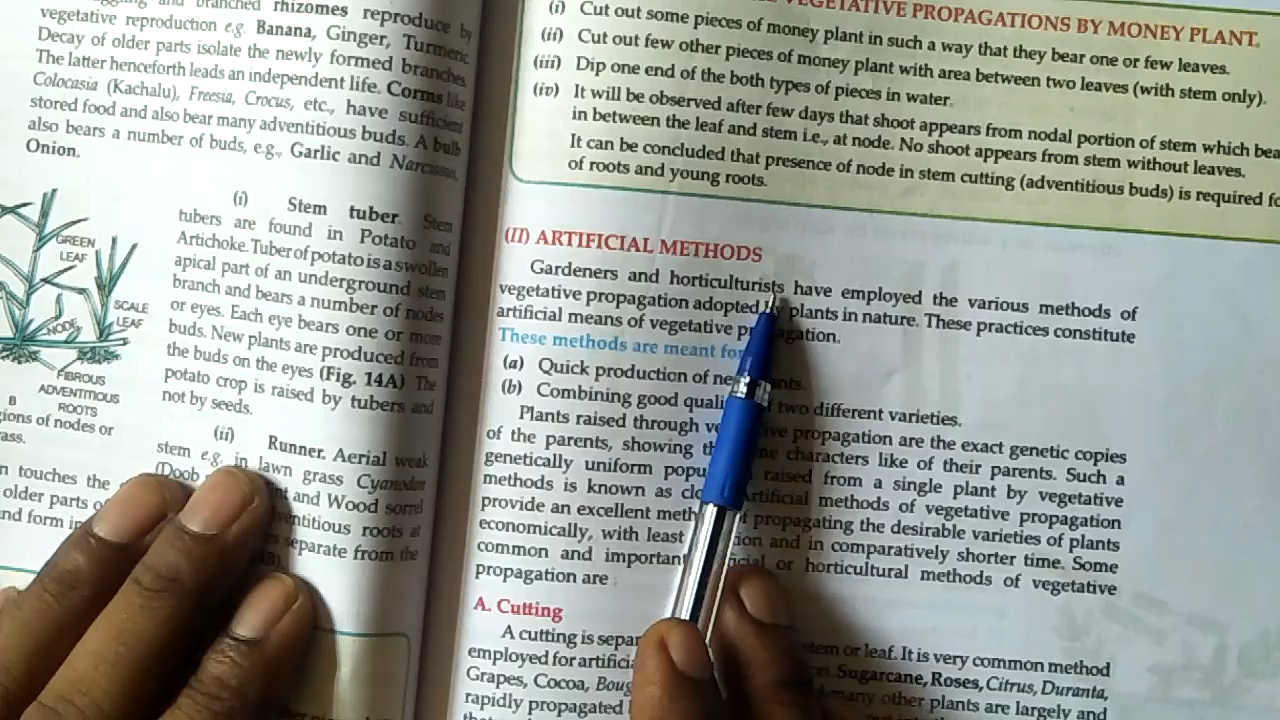 branched rhizomes reproduce by
vegetative reproduction e.g. Banana, Ginger, Turmeric
Decay of older parts isolate the newly formed branches.
The latter henceforth leads an independent life. Corms like
Colocasia (Kachalu), Freesia, Crocus, etc., have sufficient
stored food and also bear many adventitious buds. A bulb
also bears a number of buds, e.g., Garlic and Narcissus,
Onion.
GREEN
LEAF
SCALE
LEAF
NODE
FIBROUS
ADVENTITIOUS
ROOTS
B
of nodes or
touches the
older parts
(i) Stem tuber. Stem
tubers are found in Potato and
Artichoke. Tuber of potato is a swollen
apical part of an underground stem
branch and bears a number of nodes
or eyes. Each eye bears one or more
buds. New plants are produced from
the buds on the eyes (Fig. 14A) The
potato crop is raised by tubers and
not by seeds.
(ii) Runner. Aerial weak
stem e.g. in lawn grass Cynodon
(Doob and Wood sorrel
roots at
separate from the
VEGETATIVE PROPAGATIONS BY MONEY PLANT.
(i) Cut out some pieces of money plant in such a way that they bear one or few leaves.
(ii) Cut out few other pieces of money plant with area between two leaves (with stem only).
(iii) Dip one end of the both types of pieces in water.
(iv) It will be observed after few days that shoot appears from nodal portion of stem which
in between the leaf and stem i.e., at node. No shoot appears from stem without leaves.
It can be concluded that presence of node in stem cutting (adventitious buds) is required
of roots and young roots.
(II) ARTIFICIAL METHODS
Gardeners and horticulturists have employed the various methods of
vegetative propagation adopted plants in nature. These practices constitute
artificial means of vegetative propagation.
These methods are meant for
(a) Quick production of
(b) Combining good two different varieties.
Plants raised through propagation are the exact genetic copies
of the parents, showing characters like of their parents. Such a
genetically uniform raised from a single plant by vegetative
methods is known as Artificial methods of vegetative propagation
provide an excellent propagating the desirable varieties of plants
economically, with least and in comparatively shorter time. Some
common and important or horticultural methods of vegetative
propagation are :
A. Cutting
A cutting is stem or leaf. It is very common method
employed for Sugarcane, Roses, Citrus, Duranta,
Grapes, Cocoa, many other plants are largely and
rapidly propagated